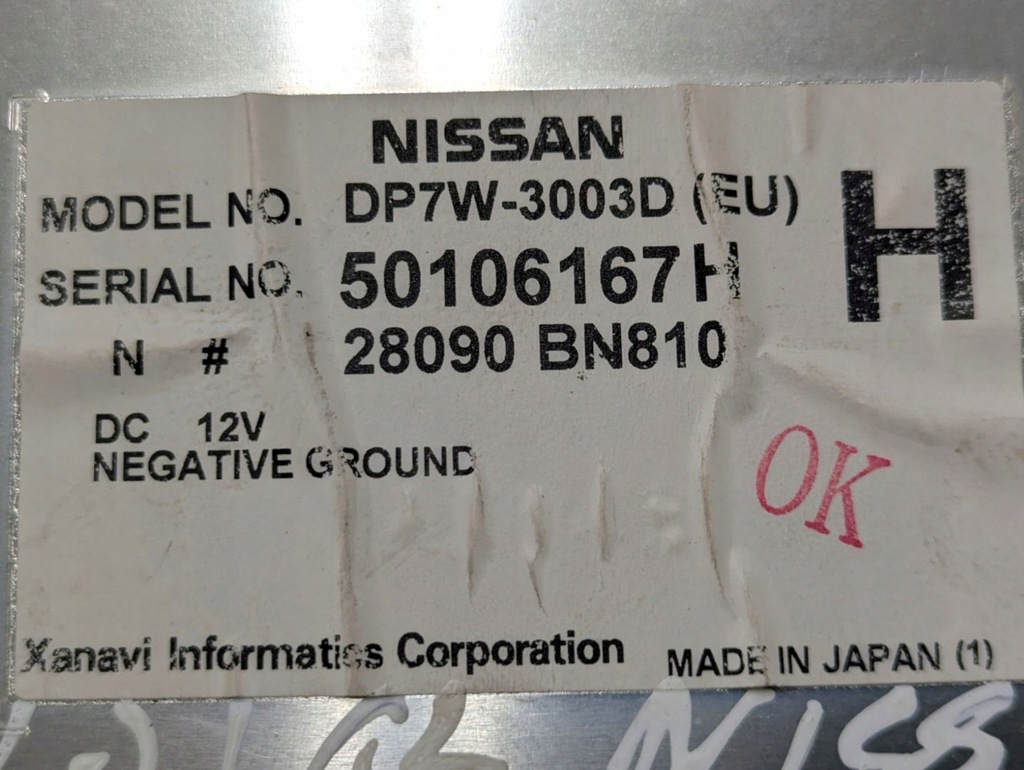 NISSAN
MODEL NO. DP7W-3003D (EU)
H
SERIAL NO. 50106167H
N # 28090 BN810
DC 12V
NEGATIVE GROUND
OK
Xanavi Informatics Corporation MADE IN JAPAN (1)